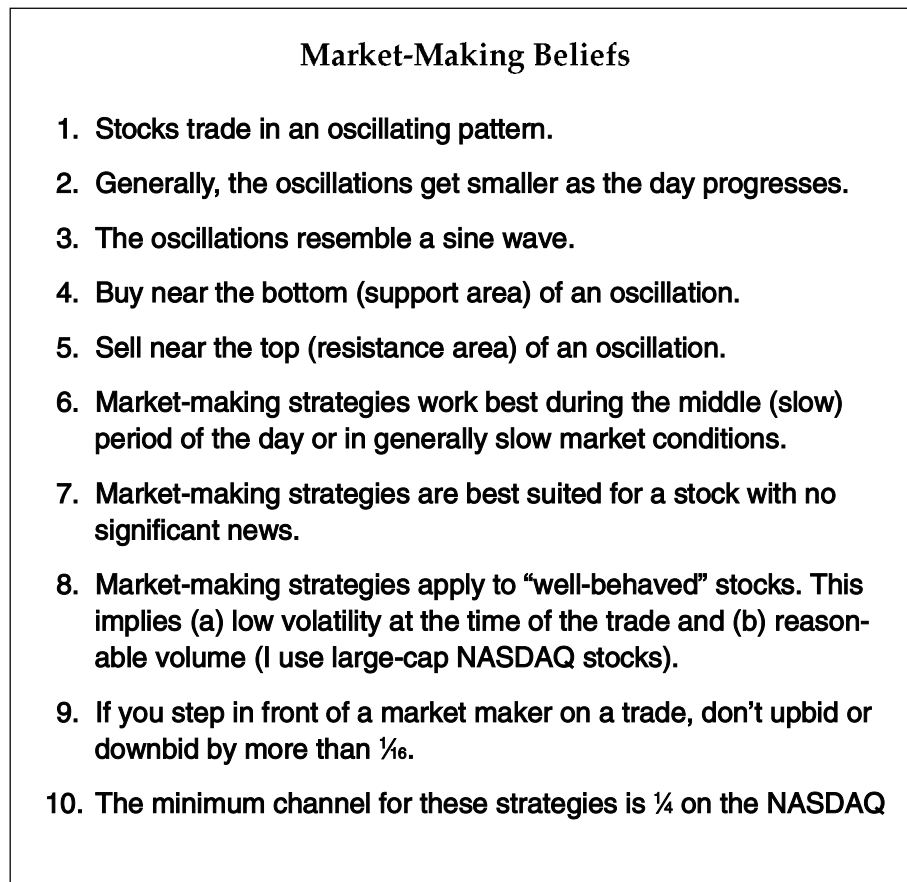 Market-Making Beliefs
1. Stocks trade in an oscillating pattern.
2. Generally, the oscillations get smaller as the day progresses.
3. The oscillations resemble a sine wave.
4. Buy near the bottom (support area) of an oscillation.
5. Sell near the top (resistance area) of an oscillation.
6. Market-making strategies work best during the middle (slow)
period of the day or in generally slow market conditions.
7. Market-making strategies are best suited for a stock with no
significant news.
8. Market-making strategies apply to “well-behaved” stocks. This
implies (a) low volatility at the time of the trade and (b) reason-
able volume (I use large-cap NASDAQ stocks).
9. If you step in front of a market maker on a trade, don’t upbid or
downbid by more than 1⁄16.
10. The minimum channel for these strategies is ¼ on the NASDAQ